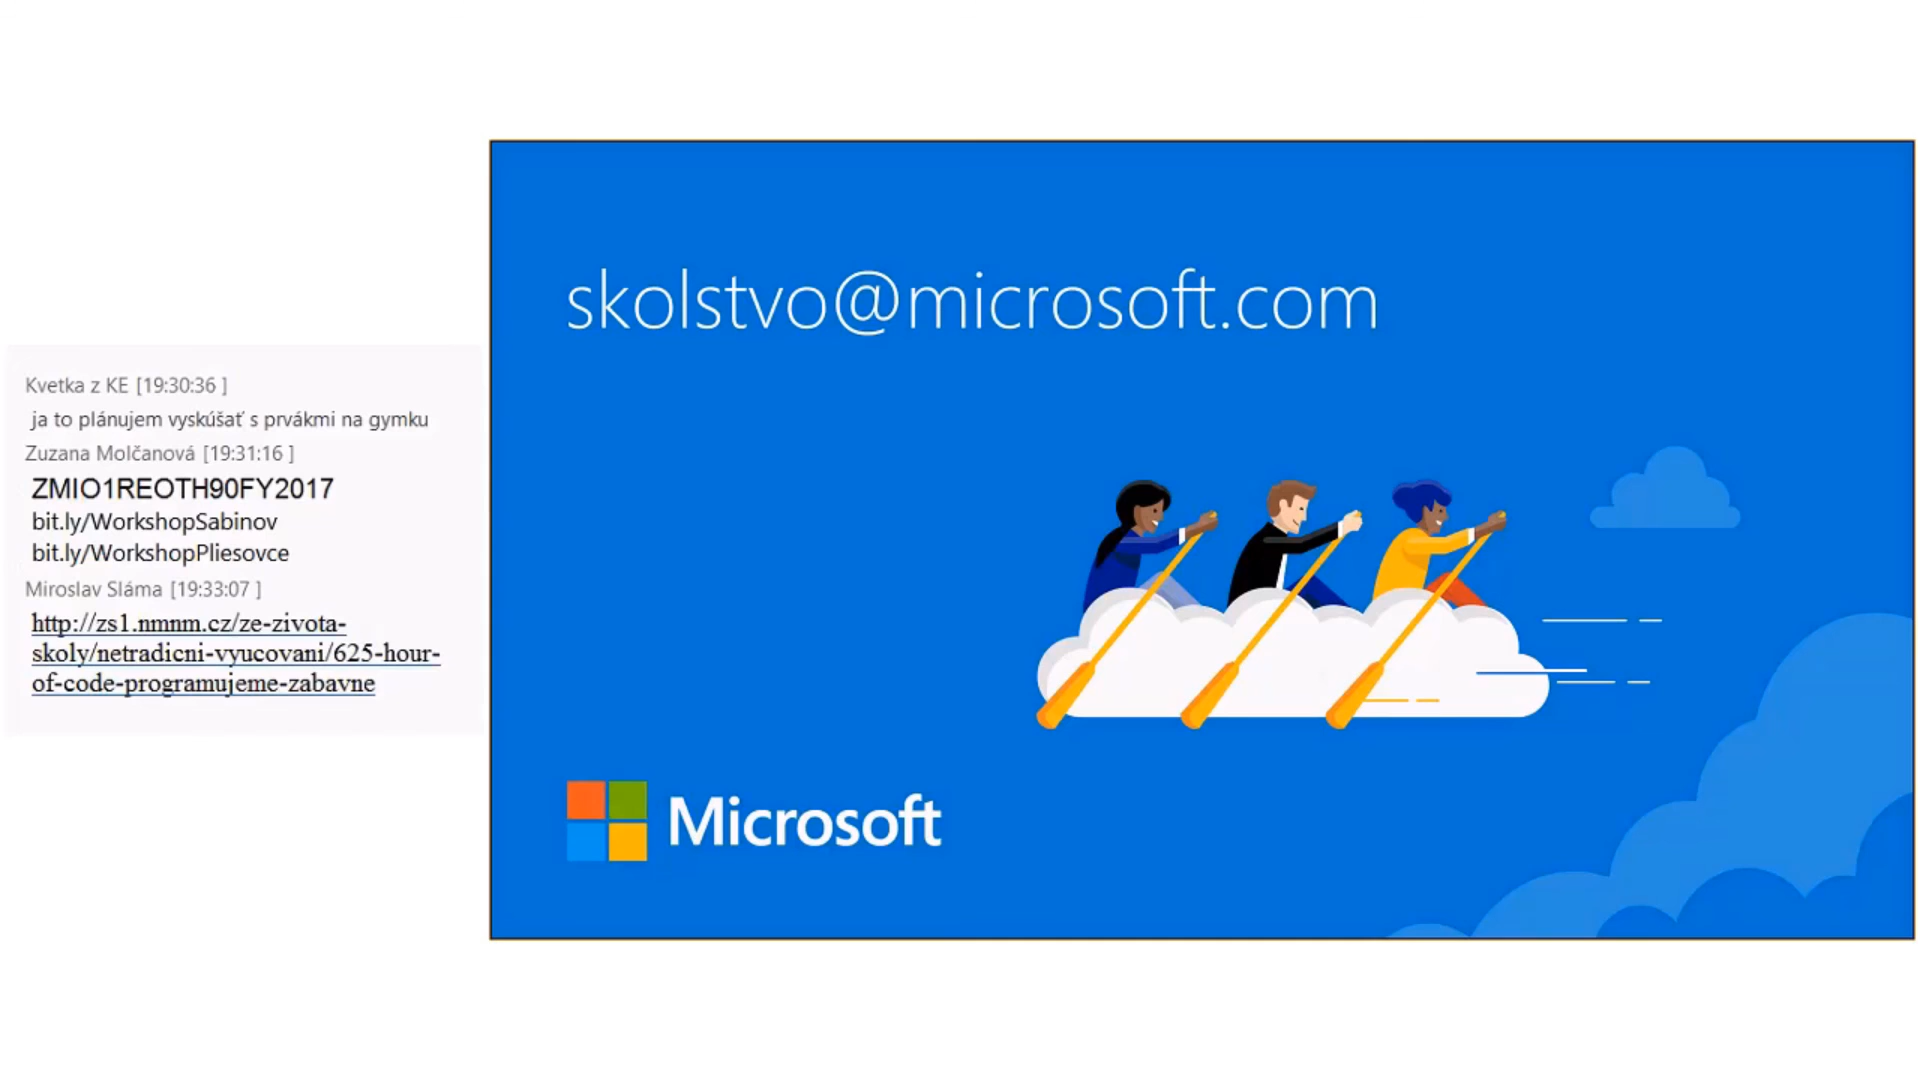 Kvetka z KE [19:30:36 ]
ja to plánujem vyskúšať s prvákmi na gymku
Zuzana Molčanová [19:31:16 ]
ZMIO1REOTH90FY2017
bit.ly/WorkshopSabinov
bit.ly/WorkshopPliesovce
Miroslav Sláma [19:33:07 ]
http://zs1.nmnm.cz/ze-zivota-
skoly/netradicni-vyucovani/625-hour-
of-code-programujeme-zabavne
skolstvo@microsoft.com
Microsoft